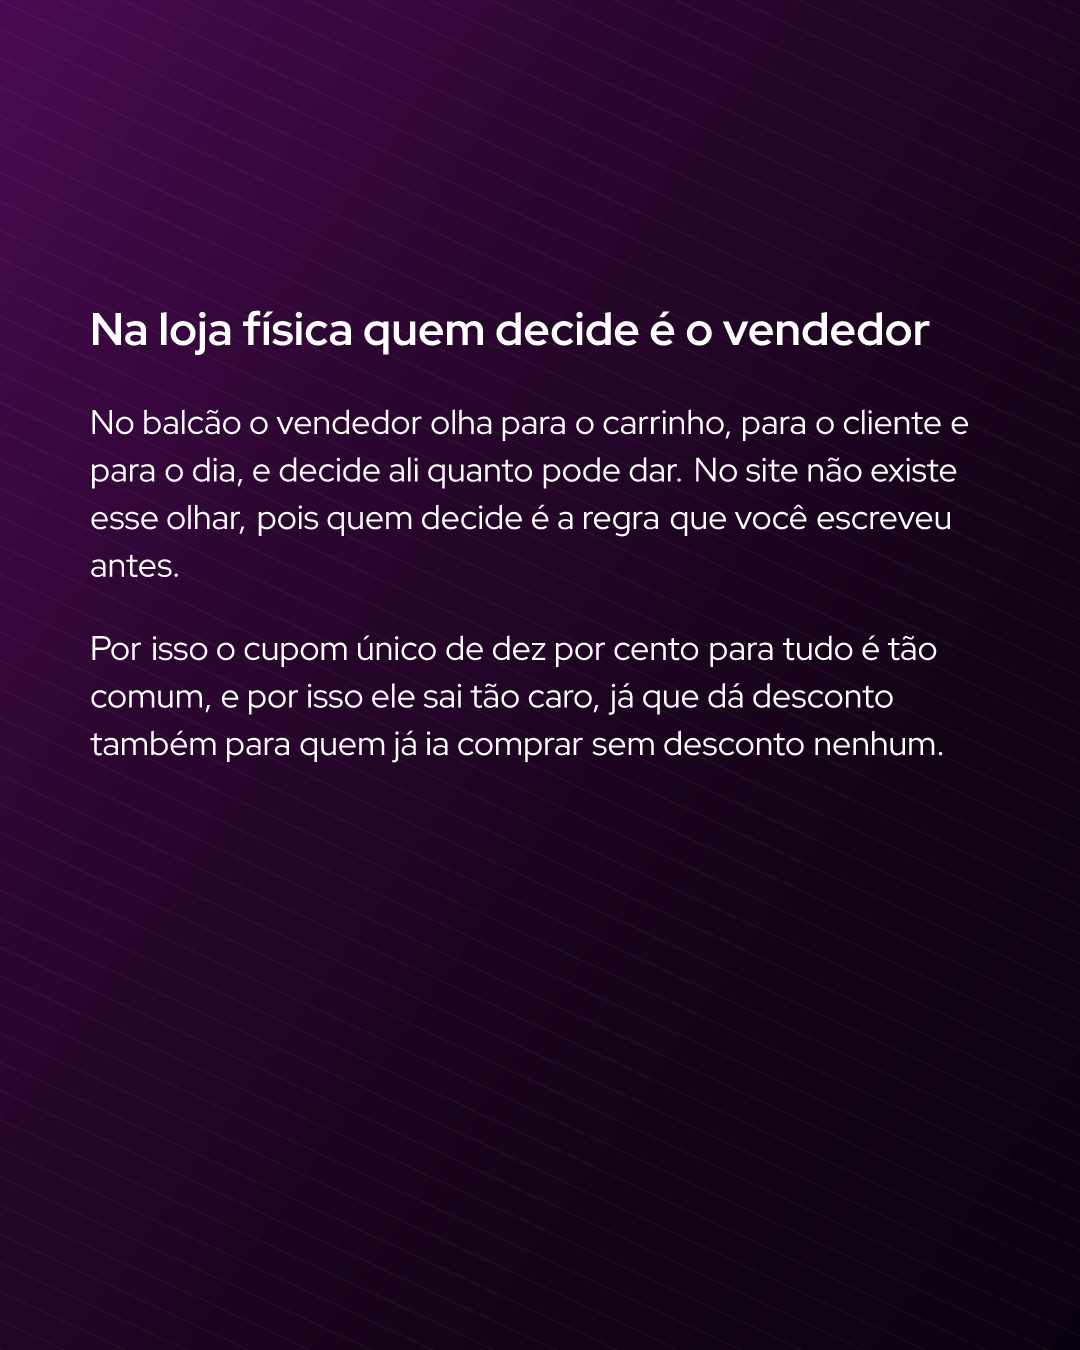 Na loja física quem decide é o vendedor
No balcão o vendedor olha para o carrinho, para o cliente e
para o dia, e decide ali quanto pode dar. No site não existe
esse olhar, pois quem decide é a regra que você escreveu
antes.
Por isso o cupom único de dez por cento para tudo é tão
comum, e por isso ele sai tão caro, já que dá desconto
também para quem já ia comprar sem desconto nenhum.